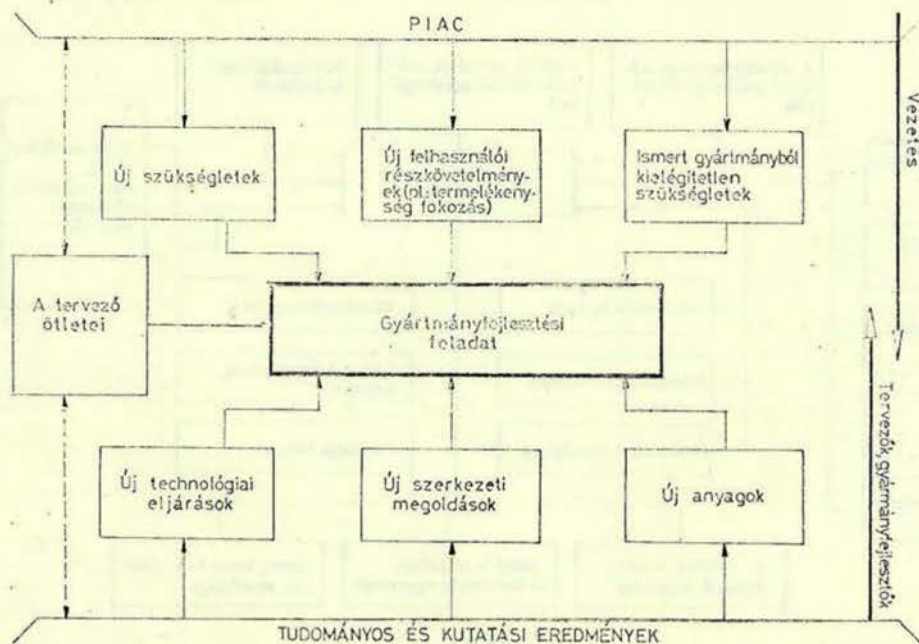 PIAC
Vezetés
Új szükségletek
Új felhasználói
részkövetelmény-
ek (pl. termelékeny-
ség fokozás)
Ismert gyártmányból
kielégítetlen
szükségletek
A tervező
ötletei
Gyártmányfejlesztési
feladat
Tervezők, gyármányfejlesztők
Új technológiai
eljárások
Új szerkezeti
megoldások
Új anyagok
TUDOMÁNYOS ÉS KUTATÁSI EREDMÉNYEK